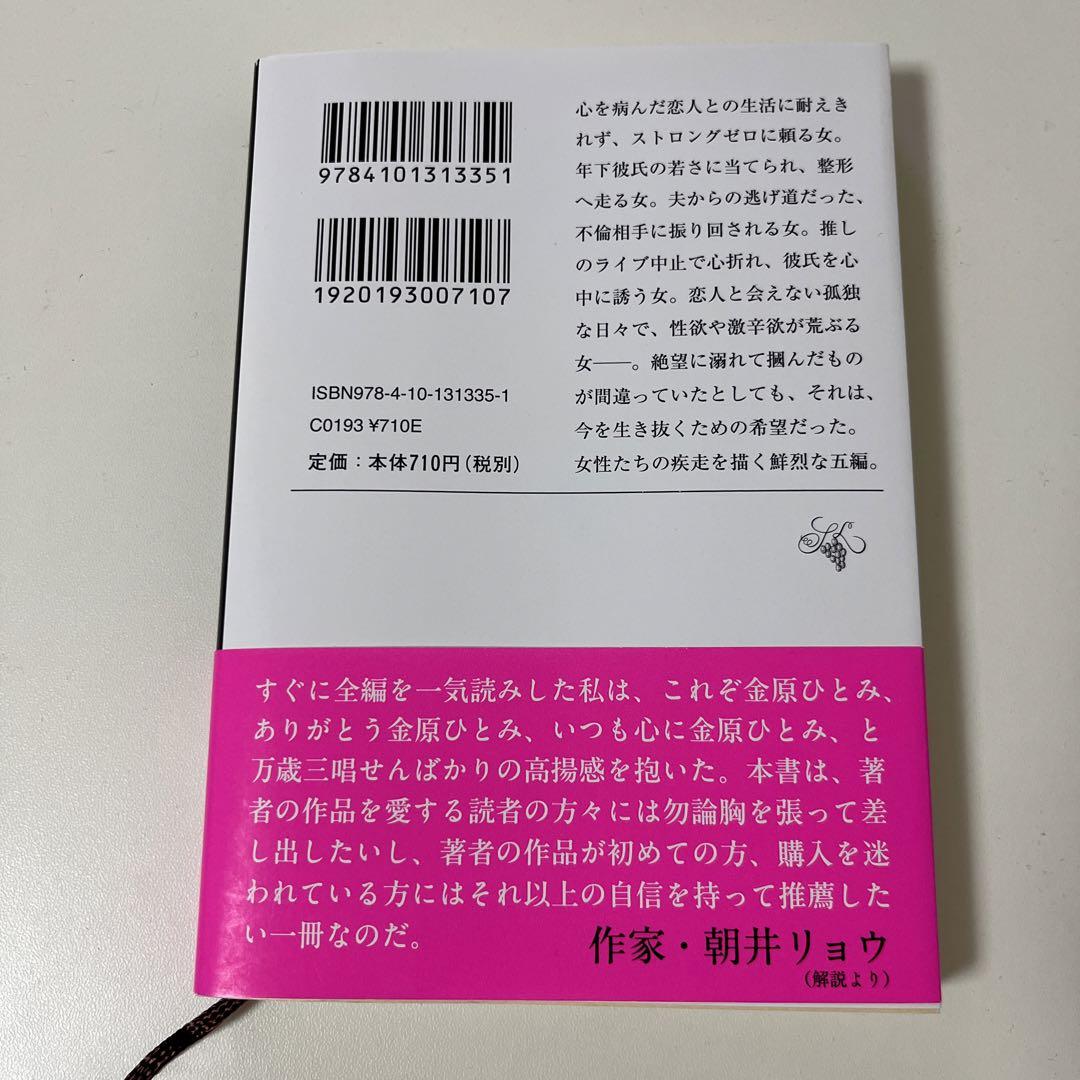 9784101313351
1920193007107
ISBN978-4-10-131335-1
C0193 ¥710E
定価：本体710円（税別）
心を病んだ恋人との生活に耐えき
れず、ストロングゼロに頼る女。
年下彼氏の若さに当てられ、整形
へ走る女。夫からの逃げ道だった、
不倫相手に振り回される女。推し
のライブ中止で心折れ、彼氏を心
中に誘う女。恋人と会えない孤独
な日々で、性欲や激辛欲が荒ぶる
女――。絶望に溺れて摑んだもの
が間違っていたとしても、それは、
今を生き抜くための希望だった。
女性たちの疾走を描く鮮烈な五編。
すぐに全編を一気読みした私は、これぞ金原ひとみ、
ありがとう金原ひとみ、いつも心に金原ひとみ、と
万歳三唱せんばかりの高揚感を抱いた。本書は、著
者の作品を愛する読者の方々には勿論胸を張って差
し出したいし、著者の作品が初めての方、購入を迷
われている方にはそれ以上の自信を持って推薦した
い一冊なのだ。
作家・朝井リョウ
（解説より）